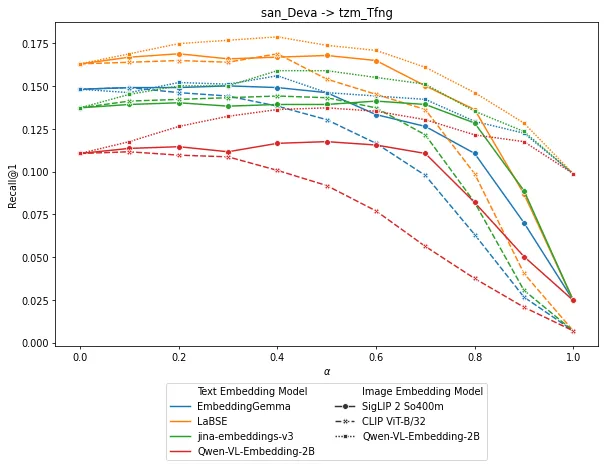 san_Deva -> tzm_Tfng
Recall@1
0.175
0.150
0.125
0.100
0.075
0.050
0.025
0.000
0.0 0.2 0.4 0.6 0.8 1.0
α
Text Embedding Model Image Embedding Model
EmbeddingGemma SigLIP 2 So400m
LaBSE CLIP ViT-B/32
jina-embeddings-v3 Qwen-VL-Embedding-2B
Qwen-VL-Embedding-2B